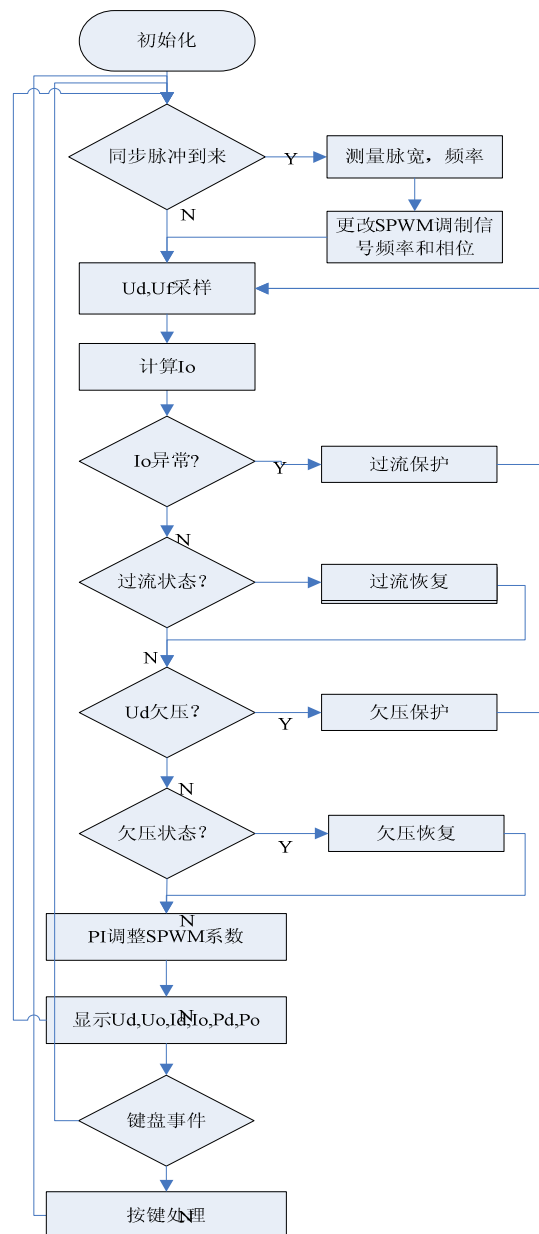 初始化
同步脉冲到来
Y
测量脉宽，频率
N
更改SPWM调制信
号频率和相位
Ud,Uf采样
计算Io
Io异常?
Y
过流保护
N
过流状态？
过流恢复
N
Ud欠压？
Y
欠压保护
N
欠压状态？
Y
欠压恢复
N
PI调整SPWM系数
显示Ud,Uo,Id,Io,Pd,Po
N
键盘事件
按键处理
N